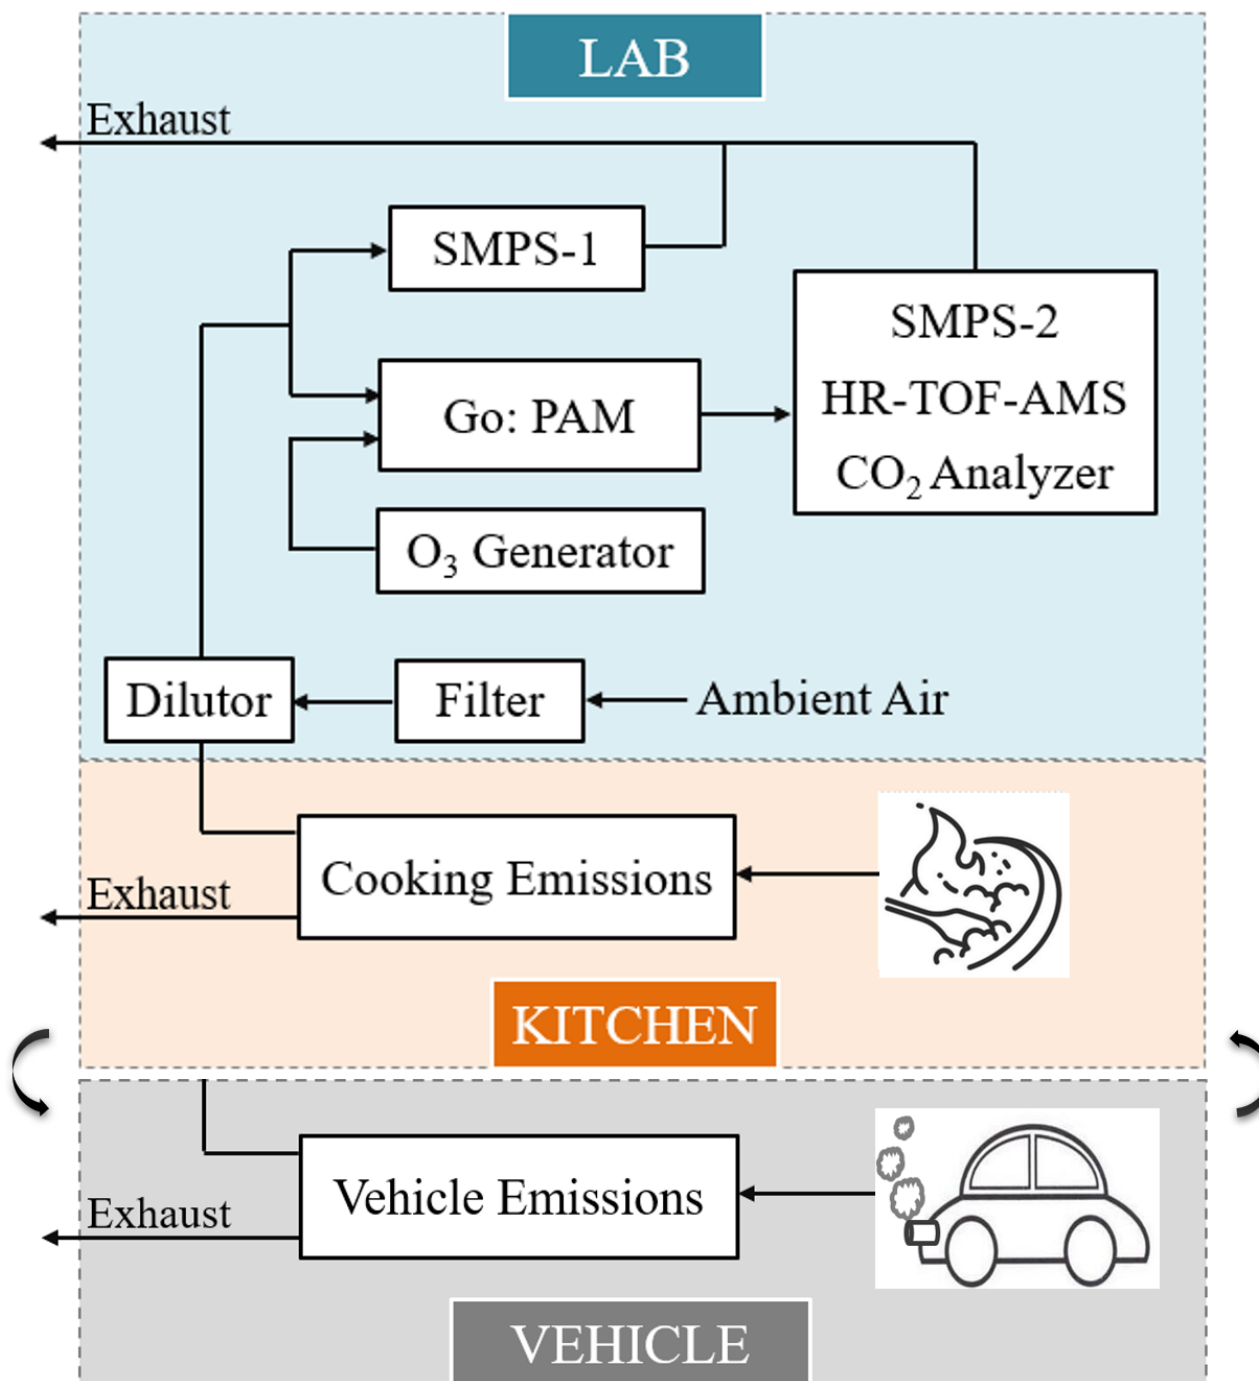 LAB
Exhaust
SMPS-1
SMPS-2
HR-TOF-AMS
CO₂ Analyzer
Go: PAM
O₃ Generator
Dilutor
Filter
Ambient Air
Cooking Emissions
Exhaust
KITCHEN
Vehicle Emissions
Exhaust
VEHICLE